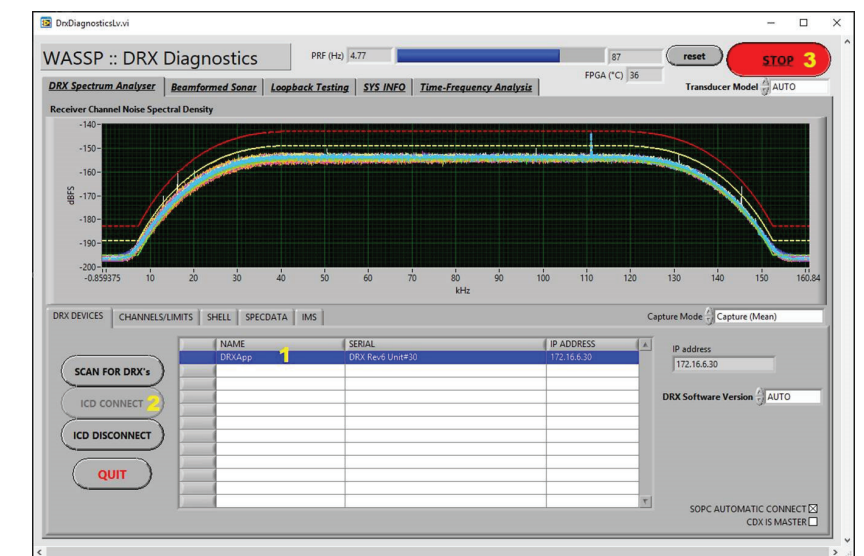 DrxDiagnosticsLv.vi
WASSP :: DRX Diagnostics
PRF (Hz) 4.77
87
FPGA (°C) 36
reset
STOP 3
DRX Spectrum Analyser Beamformed Sonar Loopback Testing SYS INFO Time-Frequency Analysis
Transducer Model AUTO
Receiver Channel Noise Spectral Density
-140-
-150-
-160-
-170-
-180-
-190-
-200-
dBFS
-0.859375 10 20 30 40 50 60 70 80 90 100 110 120 130 140 150 160.84
kHz
DRX DEVICES CHANNELS/LIMITS SHELL SPECDATA IMS
Capture Mode Capture (Mean)
NAME SERIAL IP ADDRESS
DRXApp 1 DRX Rev6 Unit#30 172.16.6.30
SCAN FOR DRX's
ICD CONNECT 2
ICD DISCONNECT
QUIT
IP address
172.16.6.30
DRX Software Version AUTO
SOPC AUTOMATIC CONNECT
CDX IS MASTER